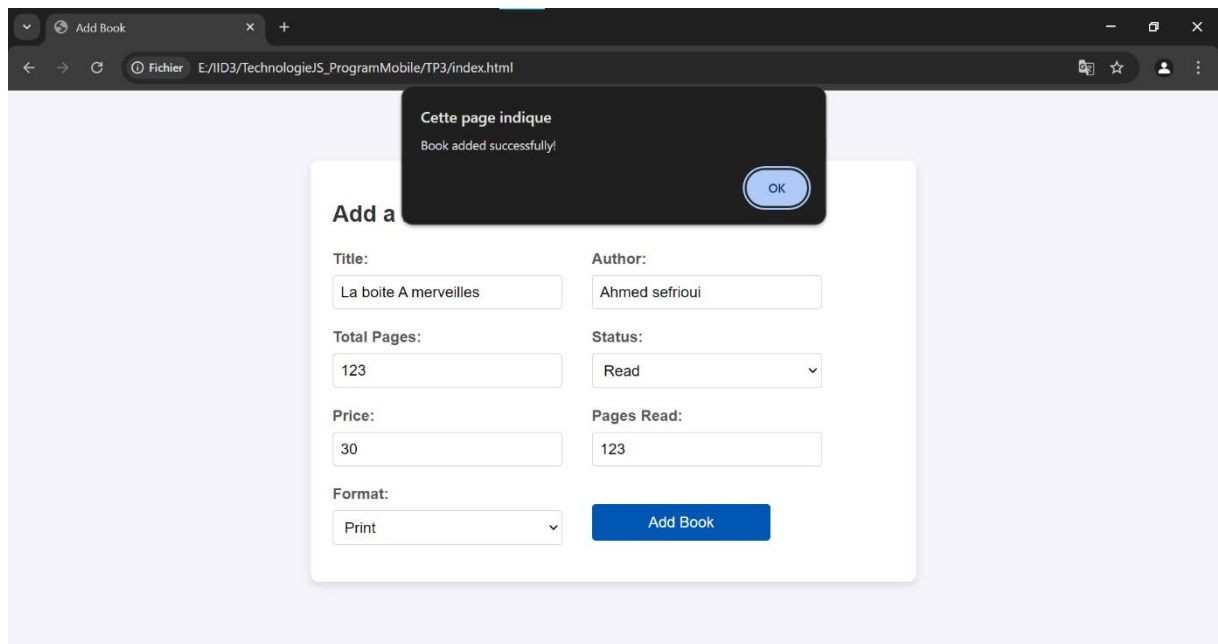 Add Book
Fichier E:/IID3/TechnologieJS_ProgramMobile/TP3/index.html
Cette page indique
Book added successfully!
OK
Add a
Title: Author:
La boite A merveilles Ahmed sefrioui
Total Pages: Status:
123 Read
Price: Pages Read:
30 123
Format:
Print Add Book